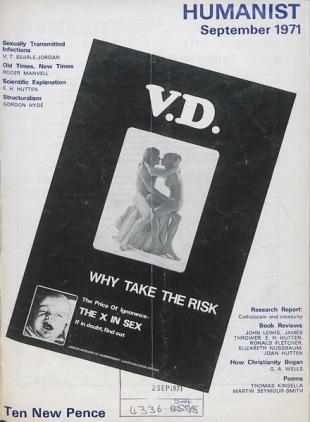 HUMANIST
September 1971
Sexually Transmitted
Infections
V. T. SEARLE-JORDAN
Old Times, New Times
ROGER MANVELL
Scientific Explanation
E. H. HUTTEN
Structuralism
GORDON HYDE
V.D.
WHY TAKE THE RISK
The Price Of Ignorance-
THE X IN SEX
If in doubt, find out
Research Report:
Catholicism and creativity
Book Reviews
JOHN LEWIS, JAMES
THROWER, E. H. HUTTEN,
RONALD FLETCHER,
ELIZABETH NUSSBAUM,
JOAN HUTTEN
How Christianity Began
G. A. WELLS
Poems
THOMAS KINSELLA
MARTIN SEYMOUR-SMITH
2 SEP 1971
4336
Ten New Pence